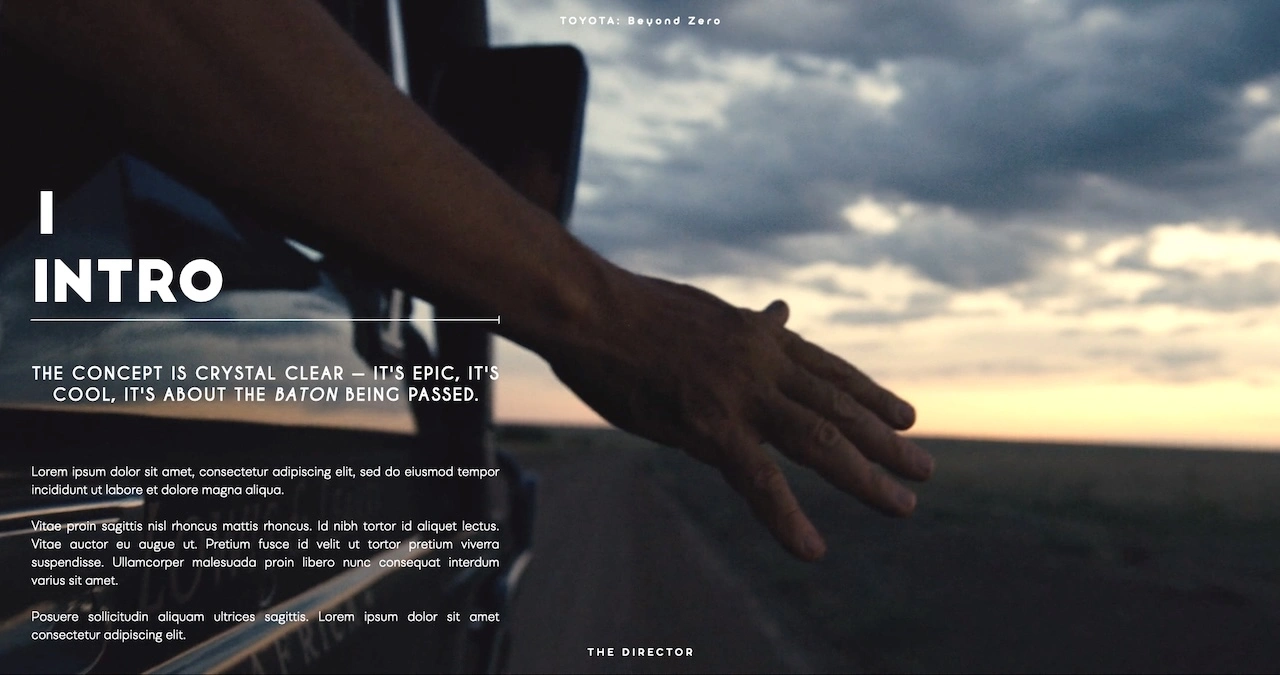 TOYOTA: Beyond Zero
I
INTRO
THE CONCEPT IS CRYSTAL CLEAR – IT'S EPIC, IT'S
COOL, IT'S ABOUT THE BATON BEING PASSED.
Lorem ipsum dolor sit amet, consectetur adipiscing elit, sed do eiusmod tempor
incididunt ut labore et dolore magna aliqua.
Vitae proin sagittis nisl rhoncus mattis rhoncus. Id nibh tortor id aliquet lectus.
Vitae auctor eu augue ut. Pretium fusce id velit ut tortor pretium viverra
suspendisse. Ullamcorper malesuada proin libero nunc consequat interdum
varius sit amet.
Posuere sollicitudin aliquam ultrices sagittis. Lorem ipsum dolor sit amet
consectetur adipiscing elit.
THE DIRECTOR